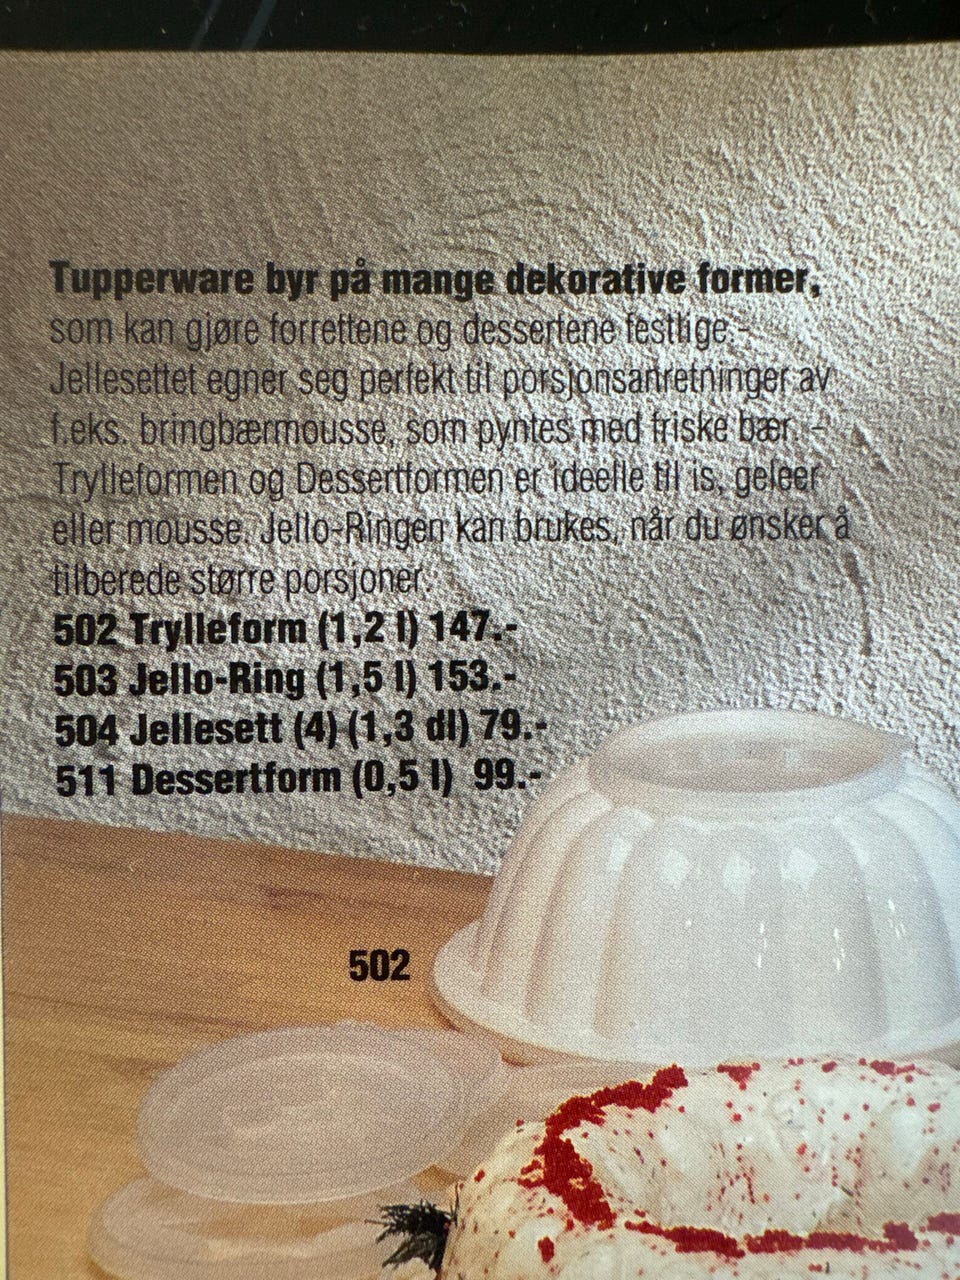 Tupperware byr på mange dekorative former,
som kan gjøre forrettene og dessertene festlige.-
Jellesettet egner seg perfekt til porsjonsanretninger av
f.eks. bringbærmousse, som pyntes med friske bær. -
Trylleformen og Dessertformen er ideelle til is, geleer
eller mousse. Jello-Ringen kan brukes, når du ønsker å
tilberede større porsjoner.
502 Trylleform (1,2 l) 147.-
503 Jello-Ring (1,5 l) 153.-
504 Jellesett (4) (1,3 dl) 79.-
511 Dessertform (0,5 l) 99.-
502